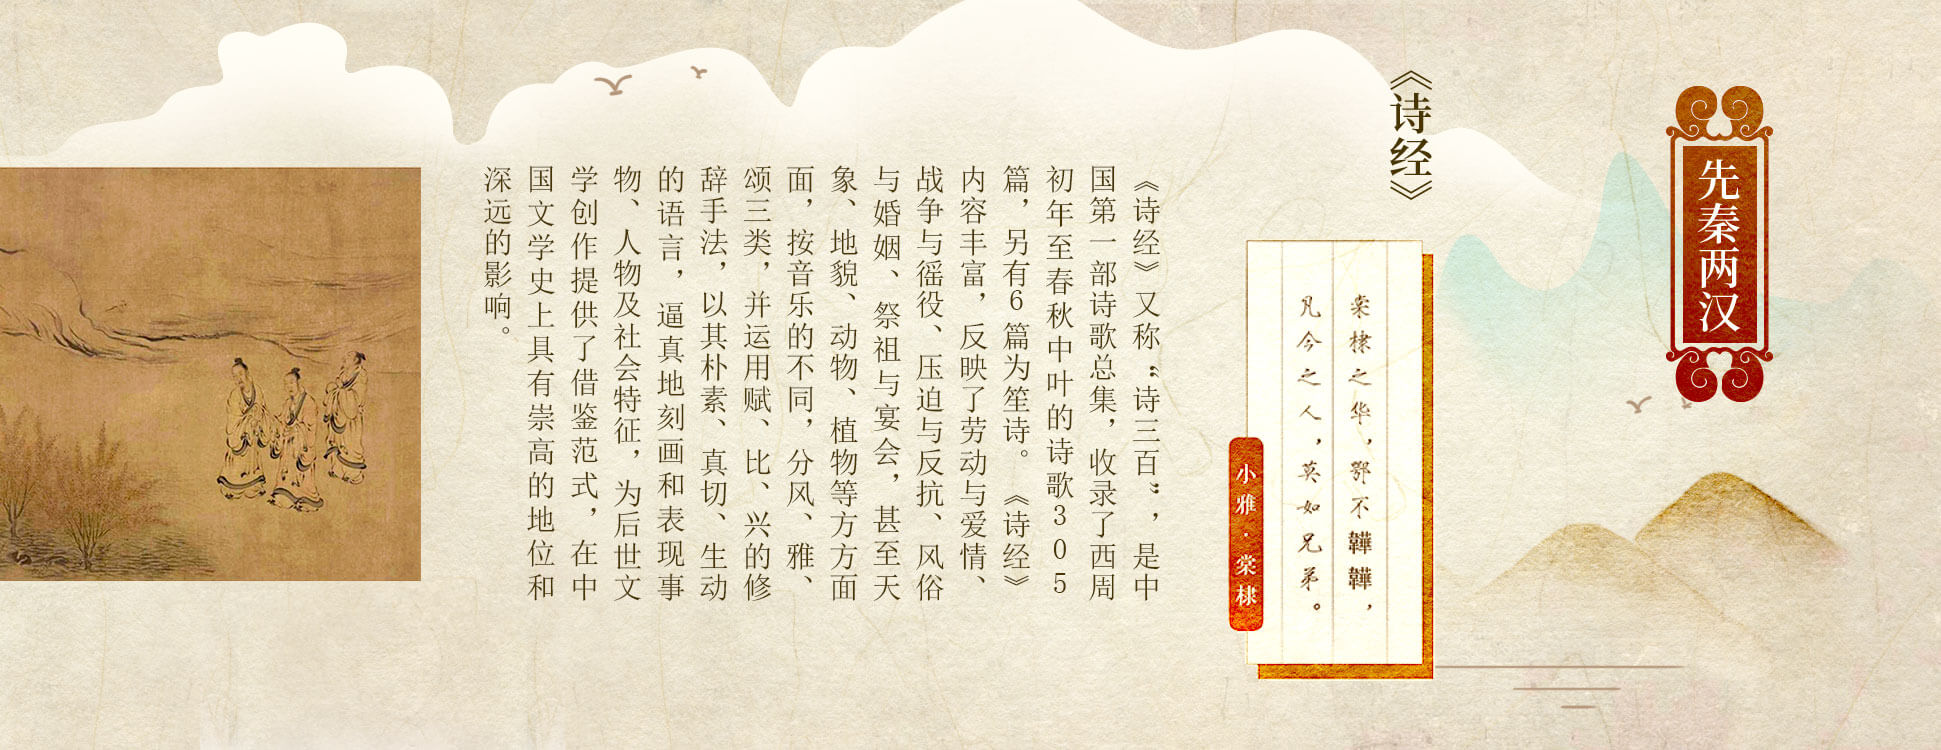 先秦两汉
《诗经》
棠棣之华，鄂不韡韡，
凡今之人，莫如兄弟。
小雅·棠棣
《诗经》又称“诗三百”，是中
国第一部诗歌总集，收录了西周
初年至春秋中叶的诗歌305
篇，另有6篇为笙诗。《诗经》
内容丰富，反映了劳动与爱情、
战争与徭役、压迫与反抗、风俗
与婚姻、祭祖与宴会，甚至天
象、地貌、动物、植物等方方面
面，按音乐的不同，分风、雅、
颂三类，并运用赋、比、兴的修
辞手法，以其朴素、真切、生动
的语言，逼真地刻画和表现事
物、人物及社会特征，为后世文
学创作提供了借鉴范式，在中
国文学史上具有崇高的地位和
深远的影响。